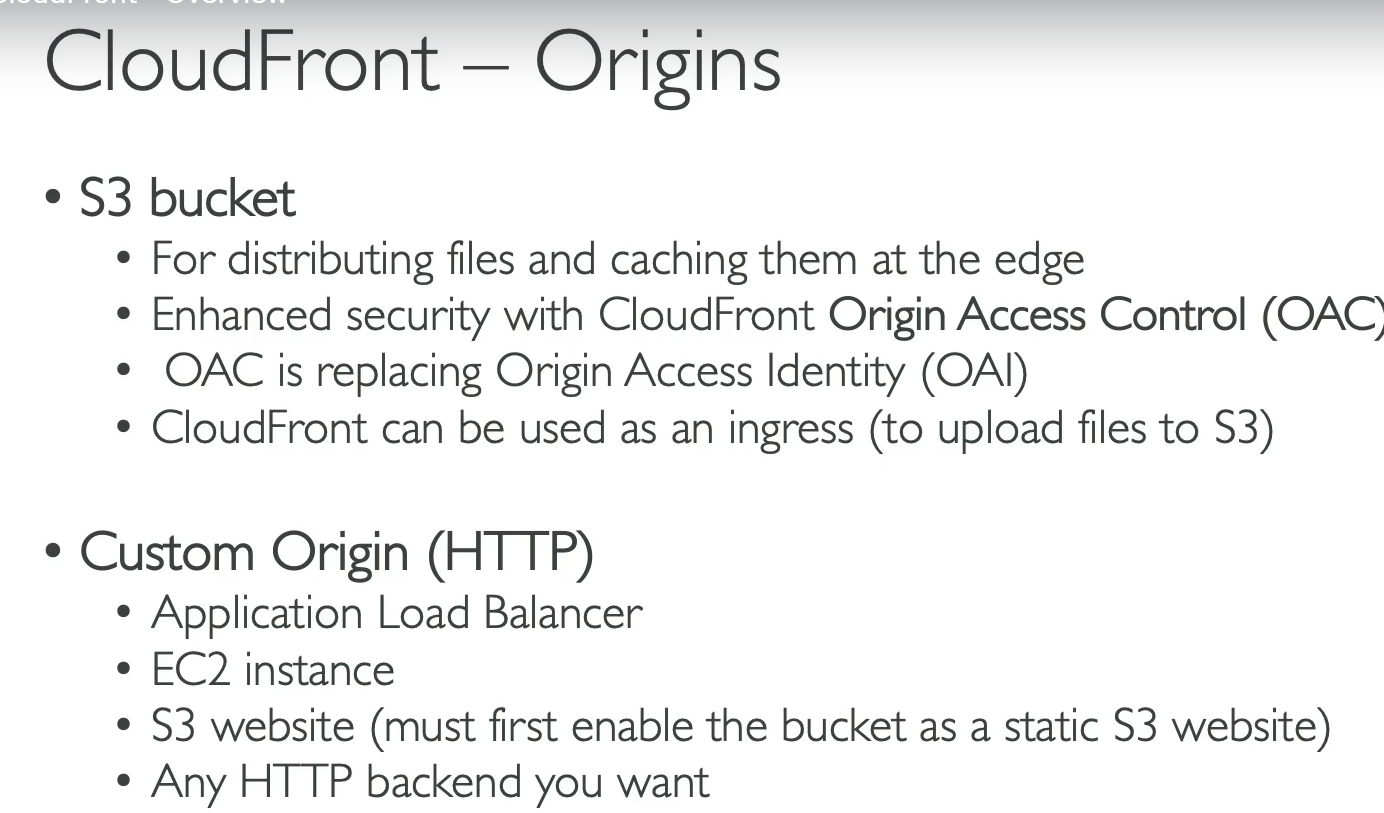 CloudFront – Overview
CloudFront – Origins
• S3 bucket
• For distributing files and caching them at the edge
• Enhanced security with CloudFront Origin Access Control (OAC)
• OAC is replacing Origin Access Identity (OAI)
• CloudFront can be used as an ingress (to upload files to S3)
• Custom Origin (HTTP)
• Application Load Balancer
• EC2 instance
• S3 website (must first enable the bucket as a static S3 website)
• Any HTTP backend you want